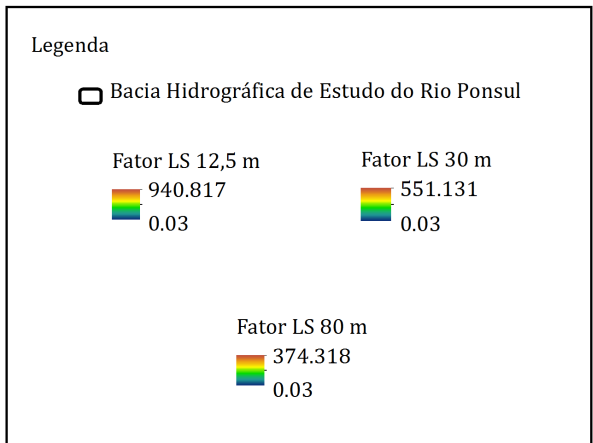 Legenda
Bacia Hidrográfica de Estudo do Rio Ponsul
Fator LS 12,5 m
940.817
0.03
Fator LS 30 m
551.131
0.03
Fator LS 80 m
374.318
0.03